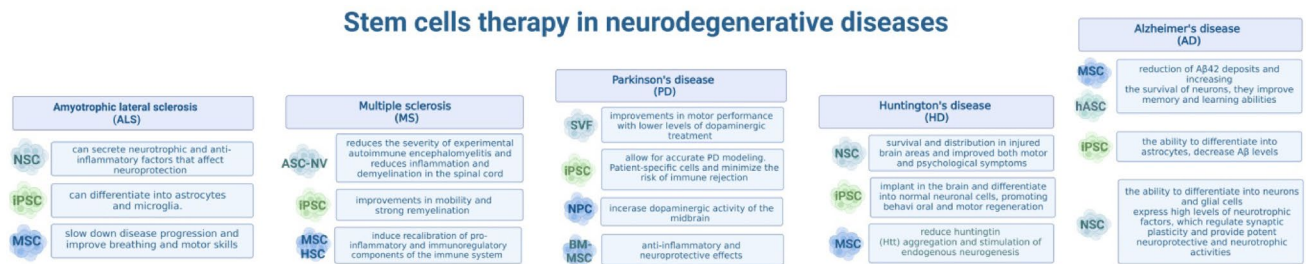 Stem cells therapy in neurodegenerative diseases
Amyotrophic lateral sclerosis
(ALS)
NSC
can secrete neurotrophic and anti-
inflammatory factors that affect
neuroprotection
iPSC
can differentiate into astrocytes
and microglia.
MSC
slow down disease progression and
improve breathing and motor skills
Multiple sclerosis
(MS)
ASC-NV
reduces the severity of experimental
autoimmune encephalomyelitis and
reduces inflammation and
demyelination in the spinal cord
iPSC
improvements in mobility and
strong remyelination
MSC
HSC
induce recalibration of pro-
inflammatory and immunoregulatory
components of the immune system
Parkinson's disease
(PD)
SVF
improvements in motor performance
with lower levels of dopaminergic
treatment
iPSC
allow for accurate PD modeling.
Patient-specific cells and minimize the
risk of immune rejection
NPC
incerase dopaminergic activity of the
midbrain
BM-
MSC
anti-inflammatory and
neuroprotective effects
Huntington's disease
(HD)
NSC
survival and distribution in injured
brain areas and improved both motor
and psychological symptoms
iPSC
implant in the brain and differentiate
into normal neuronal cells, promoting
behavi oral and motor regeneration
MSC
reduce huntingtin
(Htt) aggregation and stimulation of
endogenous neurogenesis
Alzheimer's disease
(AD)
MSC
hASC
reduction of Aβ42 deposits and
increasing
the survival of neurons, they improve
memory and learning abilities
iPSC
the ability to differentiate into
astrocytes, decrease Aβ levels
NSC
the ability to differentiate into neurons
and glial cells
express high levels of neurotrophic
factors, which regulate synaptic
plasticity and provide potent
neuroprotective and neurotrophic
activities